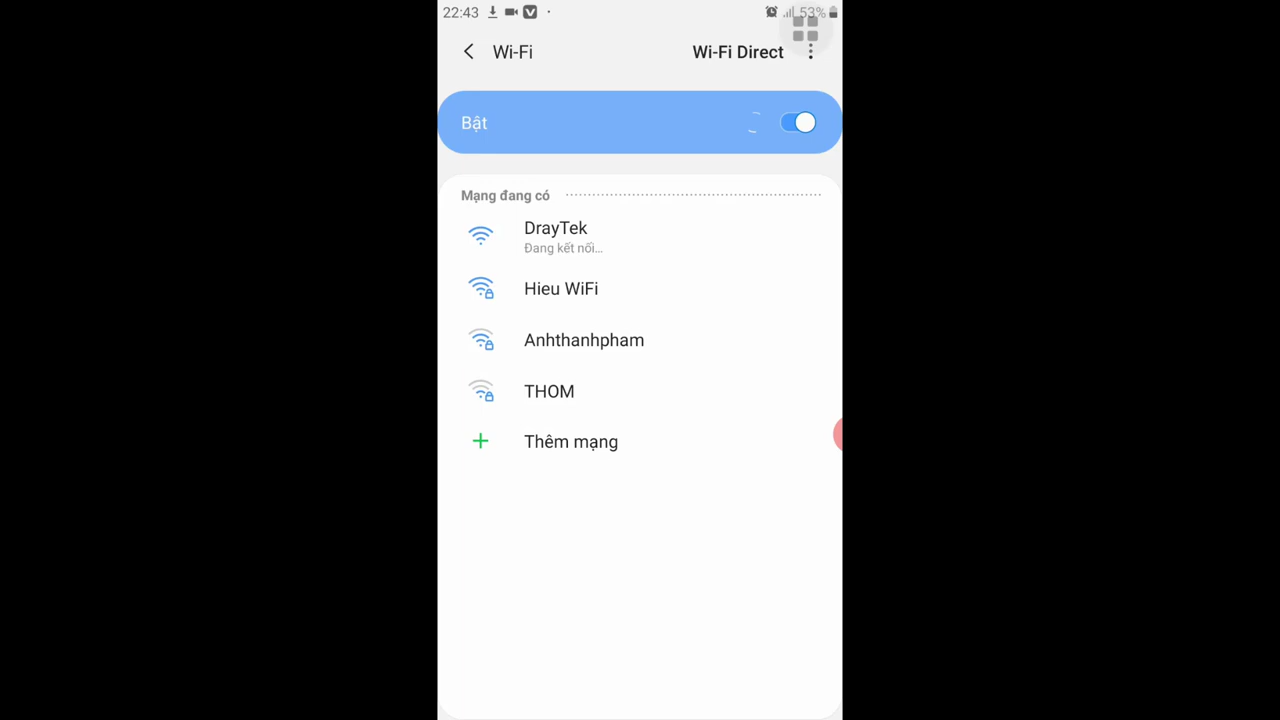 22:43 53%
Wi-Fi Wi-Fi Direct
Bật
Mạng đang có
DrayTek
Đang kết nối...
Hieu WiFi
Anhthanhpham
THOM
Thêm mạng